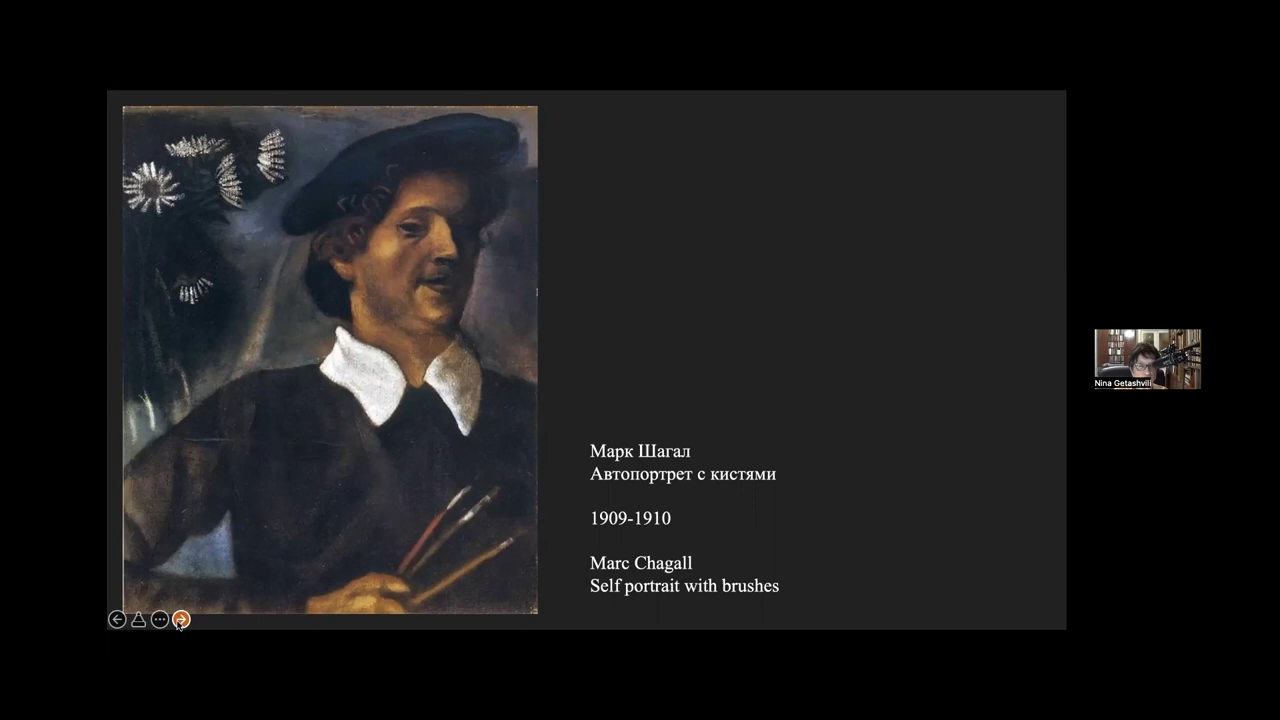 Марк Шагал
Автопортрет с кистями
1909-1910
Marc Chagall
Self portrait with brushes
Nina Getashvili